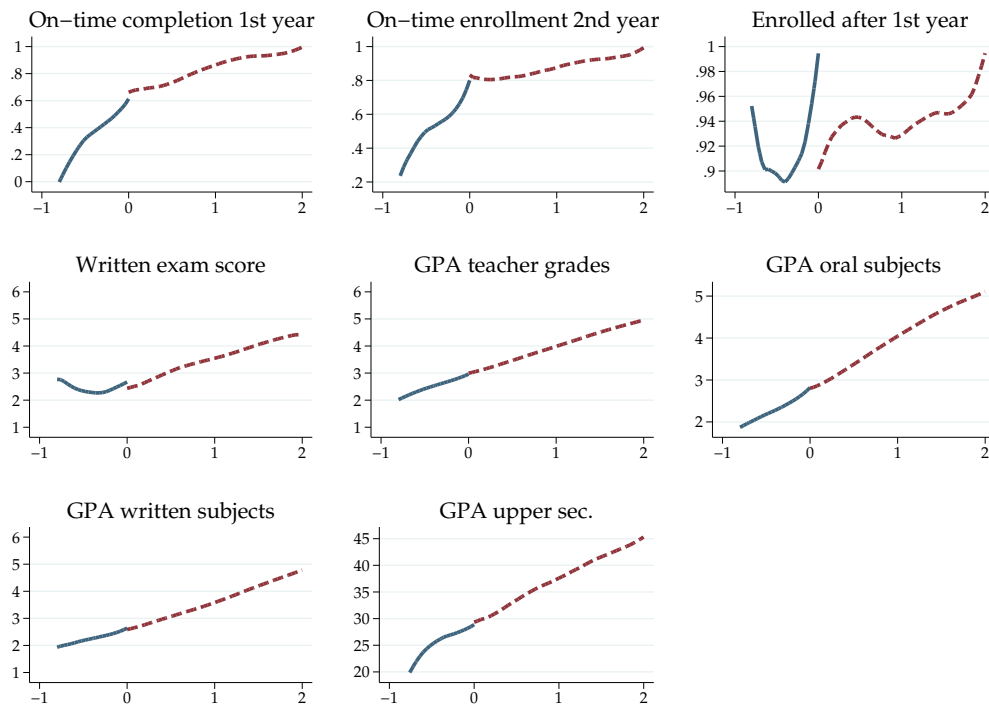 On−time completion 1st year
1
.8
.6
.4
.2
0
−1 0 1 2
On−time enrollment 2nd year
1
.8
.6
.4
.2
−1 0 1 2
Enrolled after 1st year
1
.98
.96
.94
.92
.9
−1 0 1 2
Written exam score
6
5
4
3
2
1
−1 0 1 2
GPA teacher grades
6
5
4
3
2
1
−1 0 1 2
GPA oral subjects
5
4
3
2
−1 0 1 2
GPA written subjects
6
5
4
3
2
1
−1 0 1 2
GPA upper sec.
45
40
35
30
25
20
−1 0 1 2